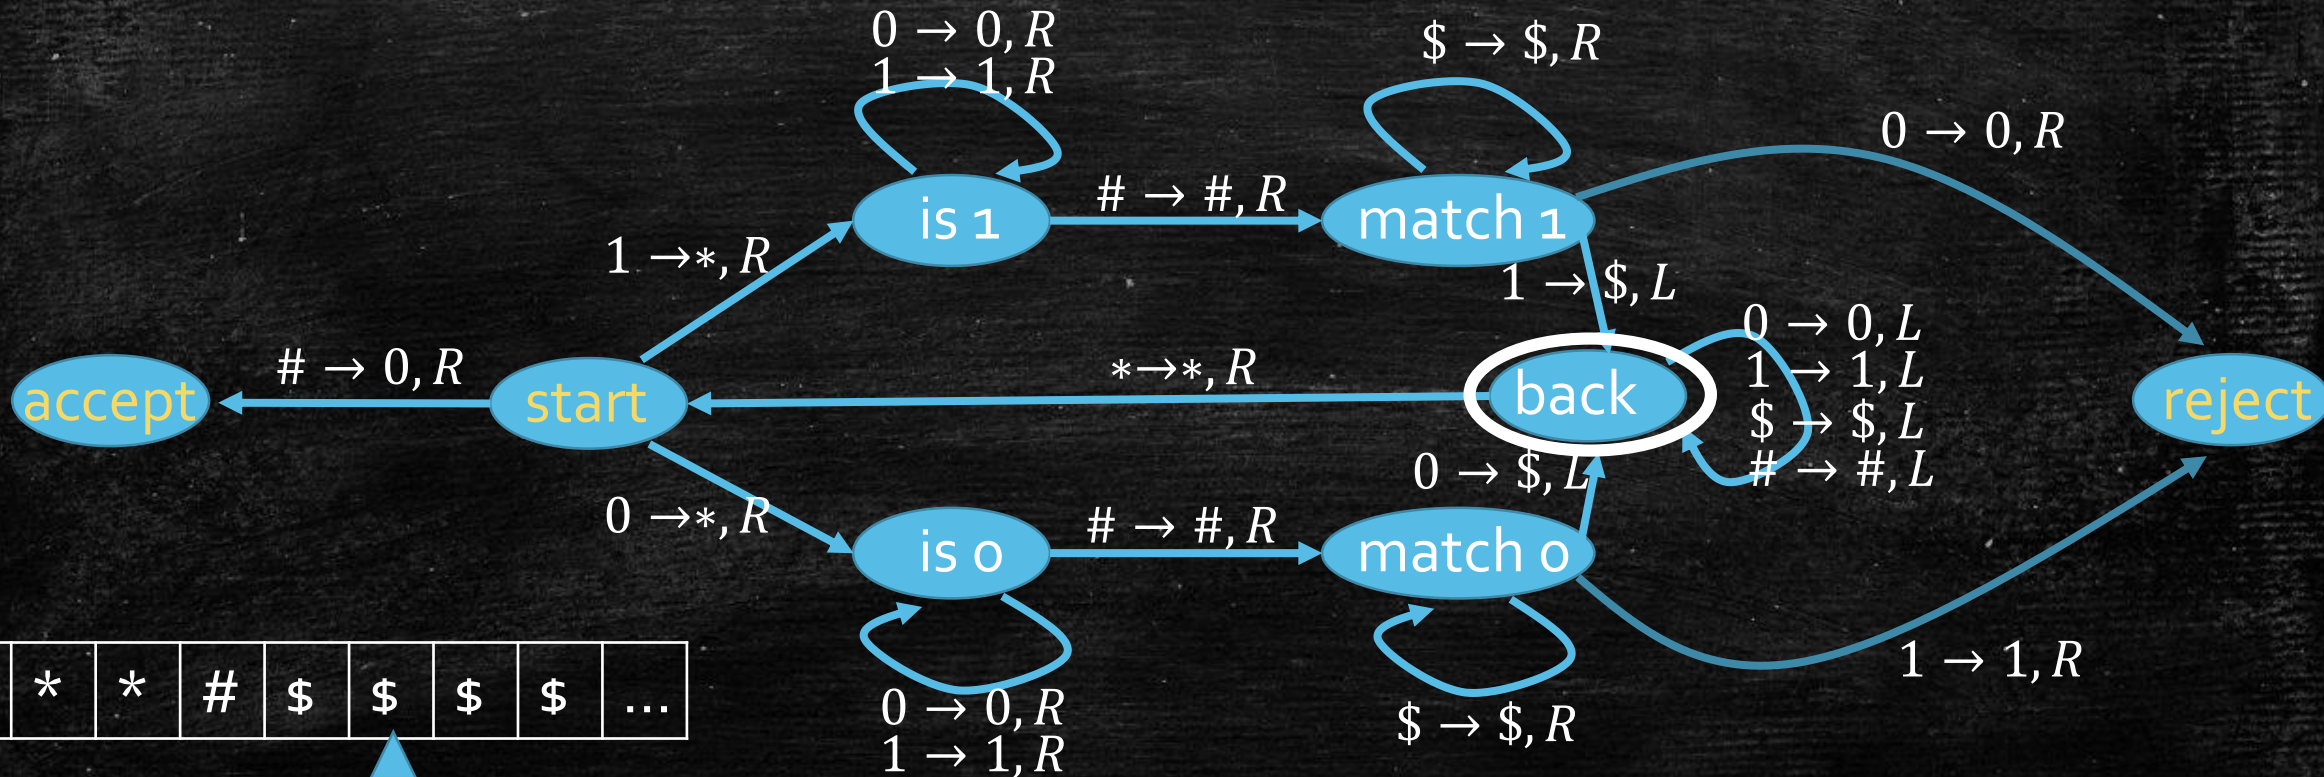 0 → 0, R
1 → 1, R
$ → $, R
0 → 0, R
is 1
# → #, R
match 1
1 →*, R
1 → $, L
0 → 0, L
1 → 1, L
$ → $, L
# → #, L
accept
# → 0, R
start
*→*, R
back
reject
0 → $, L
0 →*, R
is 0
# → #, R
match 0
1 → 1, R
0 → 0, R
1 → 1, R
$ → $, R
* * # $ $ $ $ ...